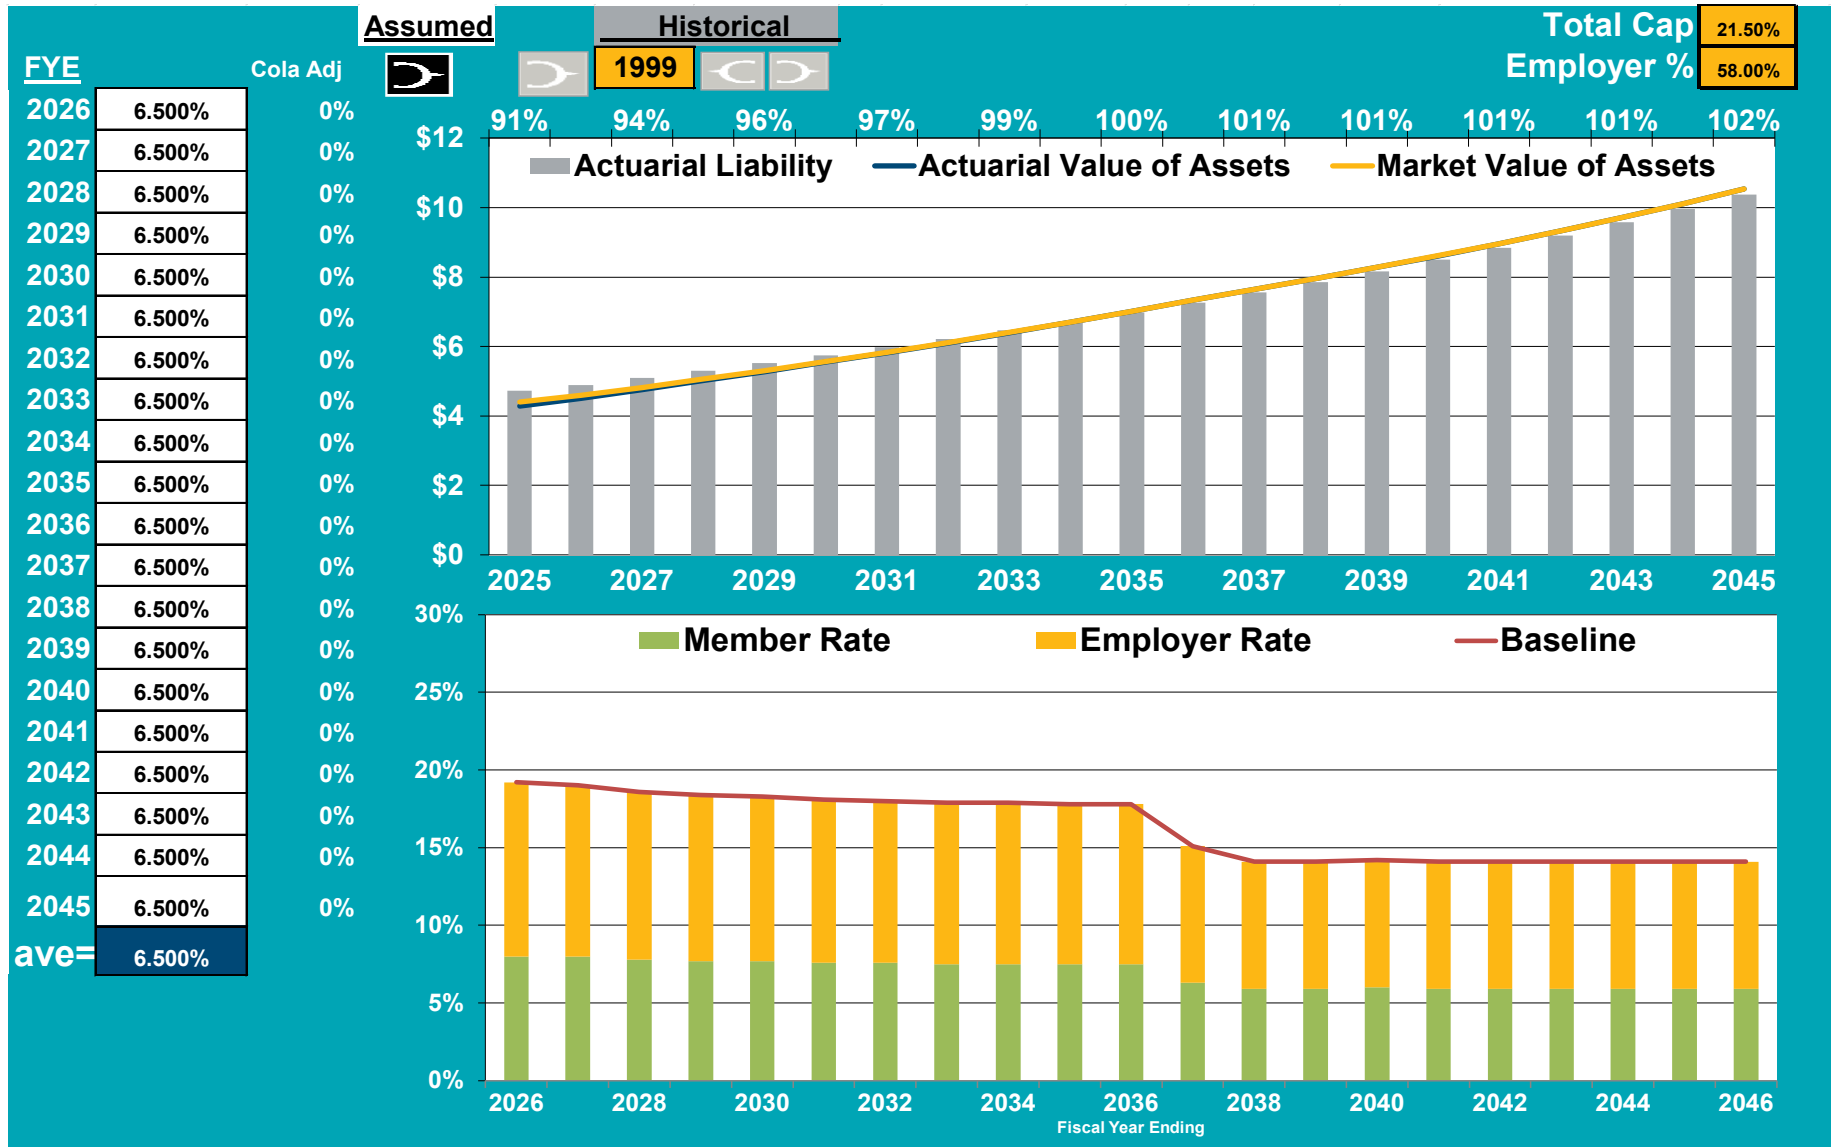 Assumed Historical Total Cap 21.50%
FYE Cola Adj 1999 Employer % 58.00%
2026 6.500% 0%
2027 6.500% 0%
2028 6.500% 0%
2029 6.500% 0%
2030 6.500% 0%
2031 6.500% 0%
2032 6.500% 0%
2033 6.500% 0%
2034 6.500% 0%
2035 6.500% 0%
2036 6.500% 0%
2037 6.500% 0%
2038 6.500% 0%
2039 6.500% 0%
2040 6.500% 0%
2041 6.500% 0%
2042 6.500% 0%
2043 6.500% 0%
2044 6.500% 0%
2045 6.500% 0%
ave= 6.500%
91% 94% 96% 97% 99% 100% 101% 101% 101% 101% 102%
$12
Actuarial Liability Actuarial Value of Assets Market Value of Assets
$10
$8
$6
$4
$2
$0
2025 2027 2029 2031 2033 2035 2037 2039 2041 2043 2045
30%
Member Rate Employer Rate Baseline
25%
20%
15%
10%
5%
0%
2026 2028 2030 2032 2034 2036 2038 2040 2042 2044 2046
Fiscal Year Ending